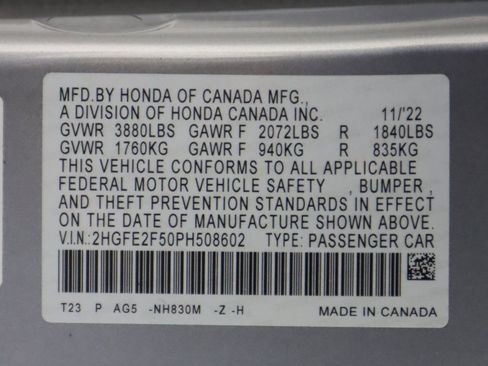 MFD.BY HONDA OF CANADA MFG.,
A DIVISION OF HONDA CANADA INC. 11/'22
GVWR 3880LBS GAWR F 2072LBS R 1840LBS
GVWR 1760KG GAWR F 940KG R 835KG
THIS VEHICLE CONFORMS TO ALL APPLICABLE
FEDERAL MOTOR VEHICLE SAFETY , BUMPER ,
AND THEFT PREVENTION STANDARDS IN EFFECT
ON THE DATE OF MANUFACTURE SHOWN ABOVE.
V.I.N.:2HGFE2F50PH508602 TYPE: PASSENGER CAR
T23 P AG5 -NH830M -Z -H MADE IN CANADA